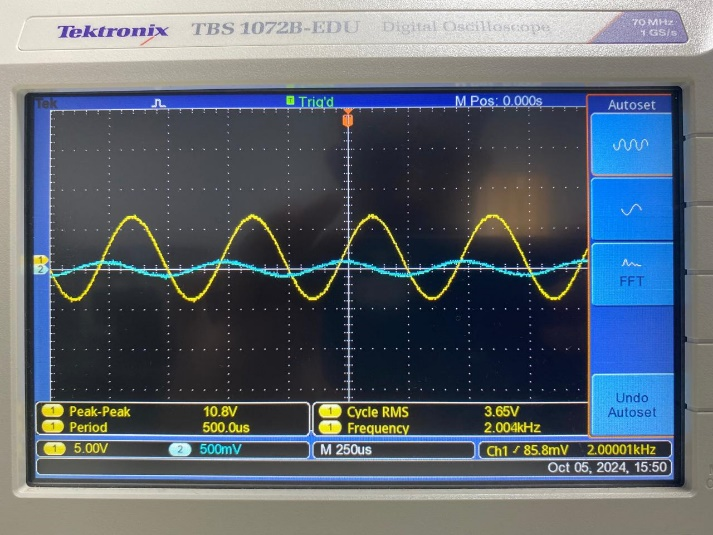 Tektronix TBS 1072B-EDU Digital Oscilloscope 70 MHz
1 GS/s
Tek Trig'd M Pos: 0.000s Autoset
1
2
FFT
Undo
Autoset
1 Peak-Peak 10.8V 1 Cycle RMS 3.65V
1 Period 500.0us 1 Frequency 2.004kHz
1 5.00V 2 500mV M 250us Ch1 85.8mV 2.00001kHz
Oct 05, 2024, 15:50